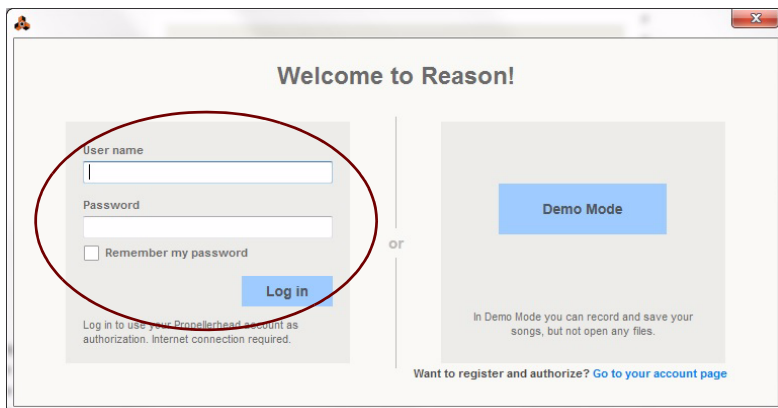 Welcome to Reason!
User name
Password
Remember my password
Log in
Log in to use your Propellerhead account as
authorization. Internet connection required.
or
Demo Mode
In Demo Mode you can record and save your
songs, but not open any files.
Want to register and authorize? Go to your account page